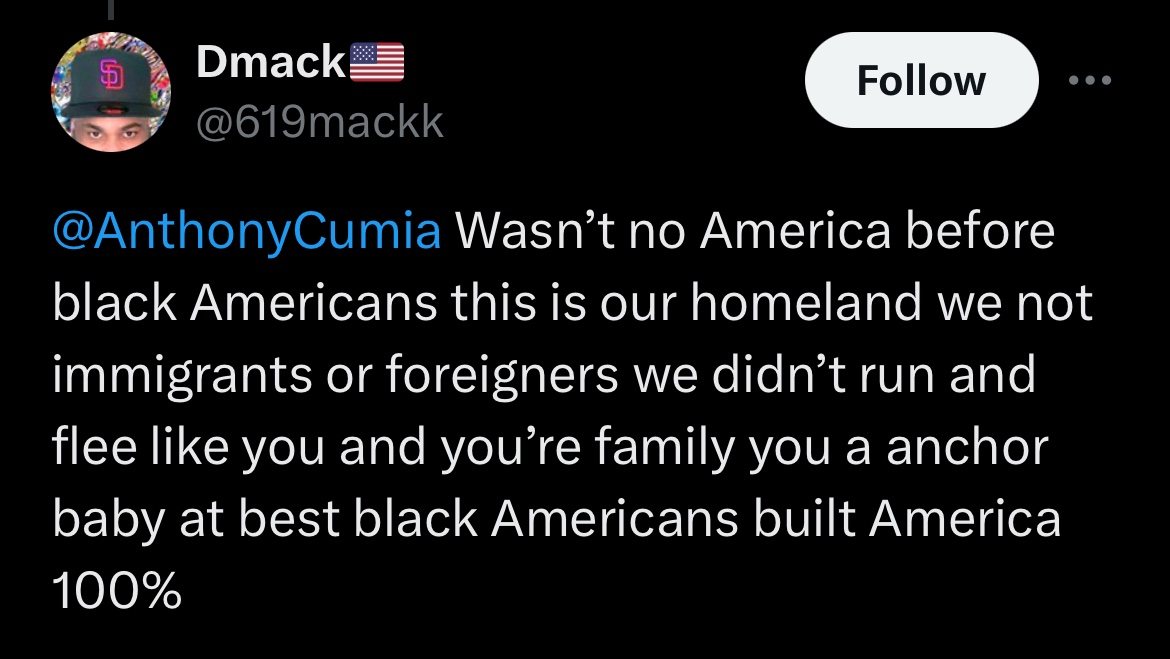 Dmack🇺🇸
@619mackk
Follow
@AnthonyCumia Wasn’t no America before
black Americans this is our homeland we not
immigrants or foreigners we didn’t run and
flee like you and you’re family you a anchor
baby at best black Americans built America
100%